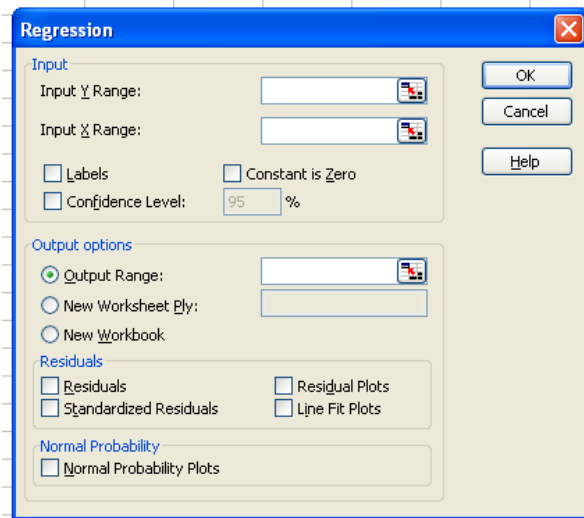 Regression
Input
Input Y Range:
Input X Range:
Labels
Constant is Zero
Confidence Level:
95 %
OK
Cancel
Help
Output options
Output Range:
New Worksheet Ply:
New Workbook
Residuals
Residuals
Residual Plots
Standardized Residuals
Line Fit Plots
Normal Probability
Normal Probability Plots